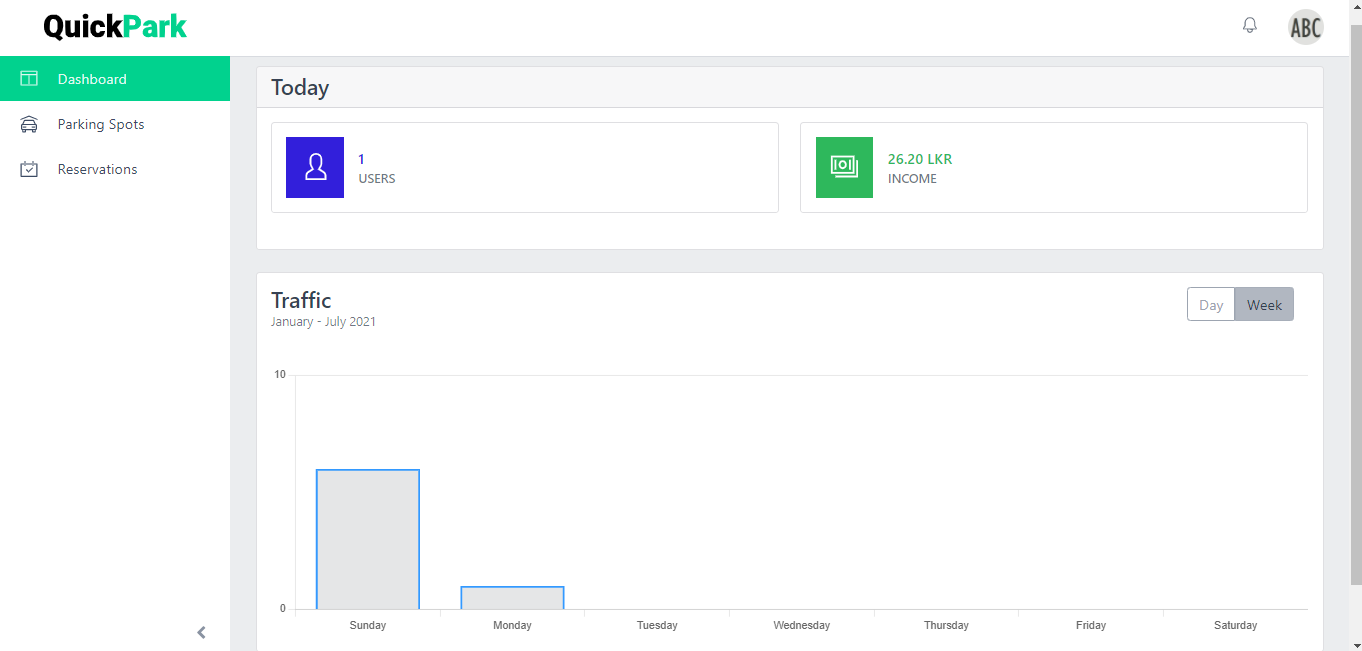 QuickPark
ABC
Dashboard
Parking Spots
Reservations
Today
1
USERS
26.20 LKR
INCOME
Traffic
January - July 2021
Day Week
10
0
Sunday Monday Tuesday Wednesday Thursday Friday Saturday